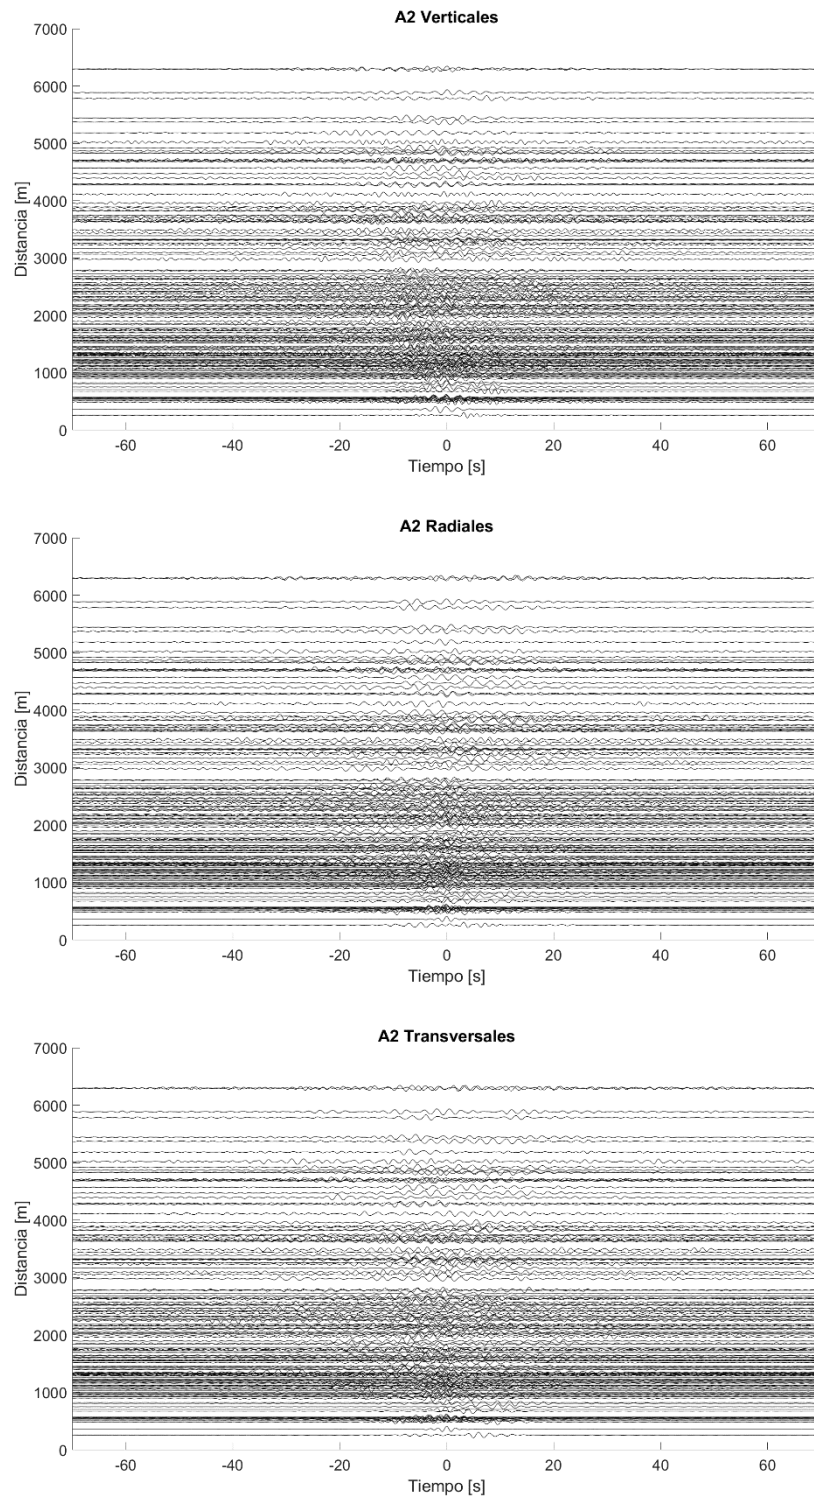 A2 Verticales
7000
6000
5000
4000
3000
2000
1000
0
Distancia [m]
-60 -40 -20 0 20 40 60
Tiempo [s]
A2 Radiales
7000
6000
5000
4000
3000
2000
1000
0
Distancia [m]
-60 -40 -20 0 20 40 60
Tiempo [s]
A2 Transversales
7000
6000
5000
4000
3000
2000
1000
0
Distancia [m]
-60 -40 -20 0 20 40 60
Tiempo [s]